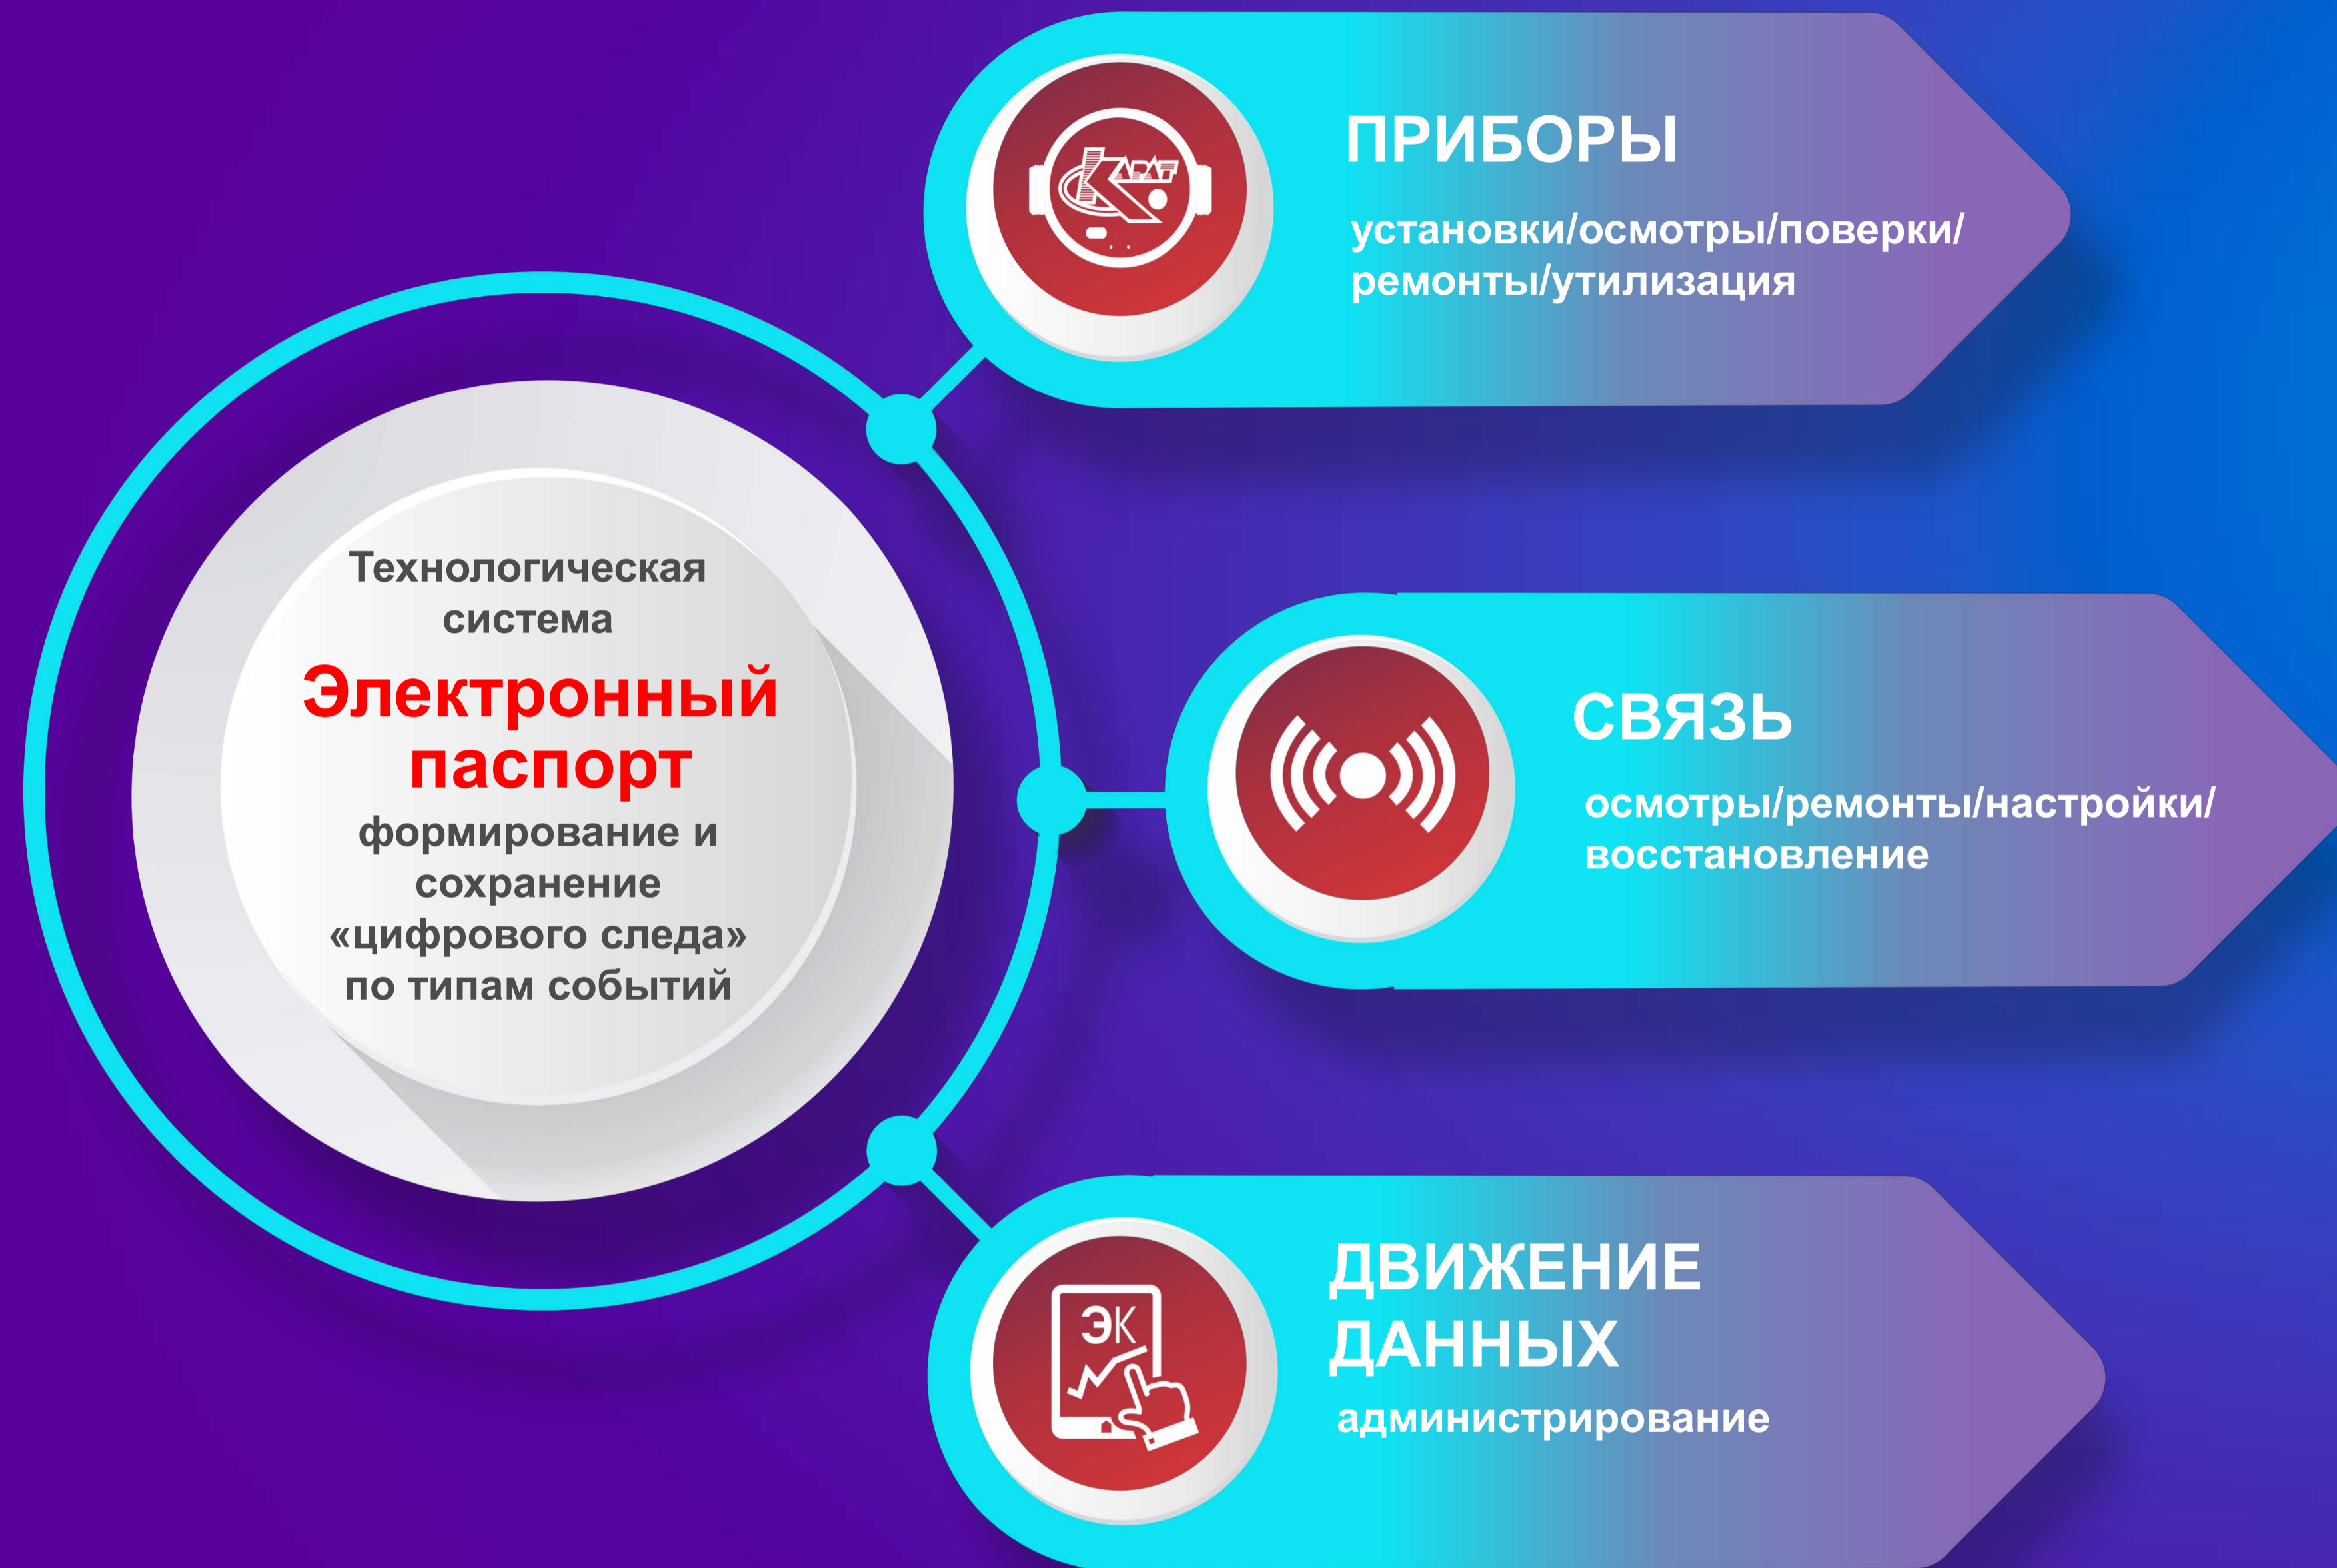 Технологическая
система
Электронный
паспорт
формирование и
сохранение
«цифрового следа»
по типам событий
КАРАТ
ПРИБОРЫ
установки/осмотры/поверки/
ремонты/утилизация
СВЯЗЬ
осмотры/ремонты/настройки/
восстановление
ЭК
ДВИЖЕНИЕ
ДАННЫХ
администрирование